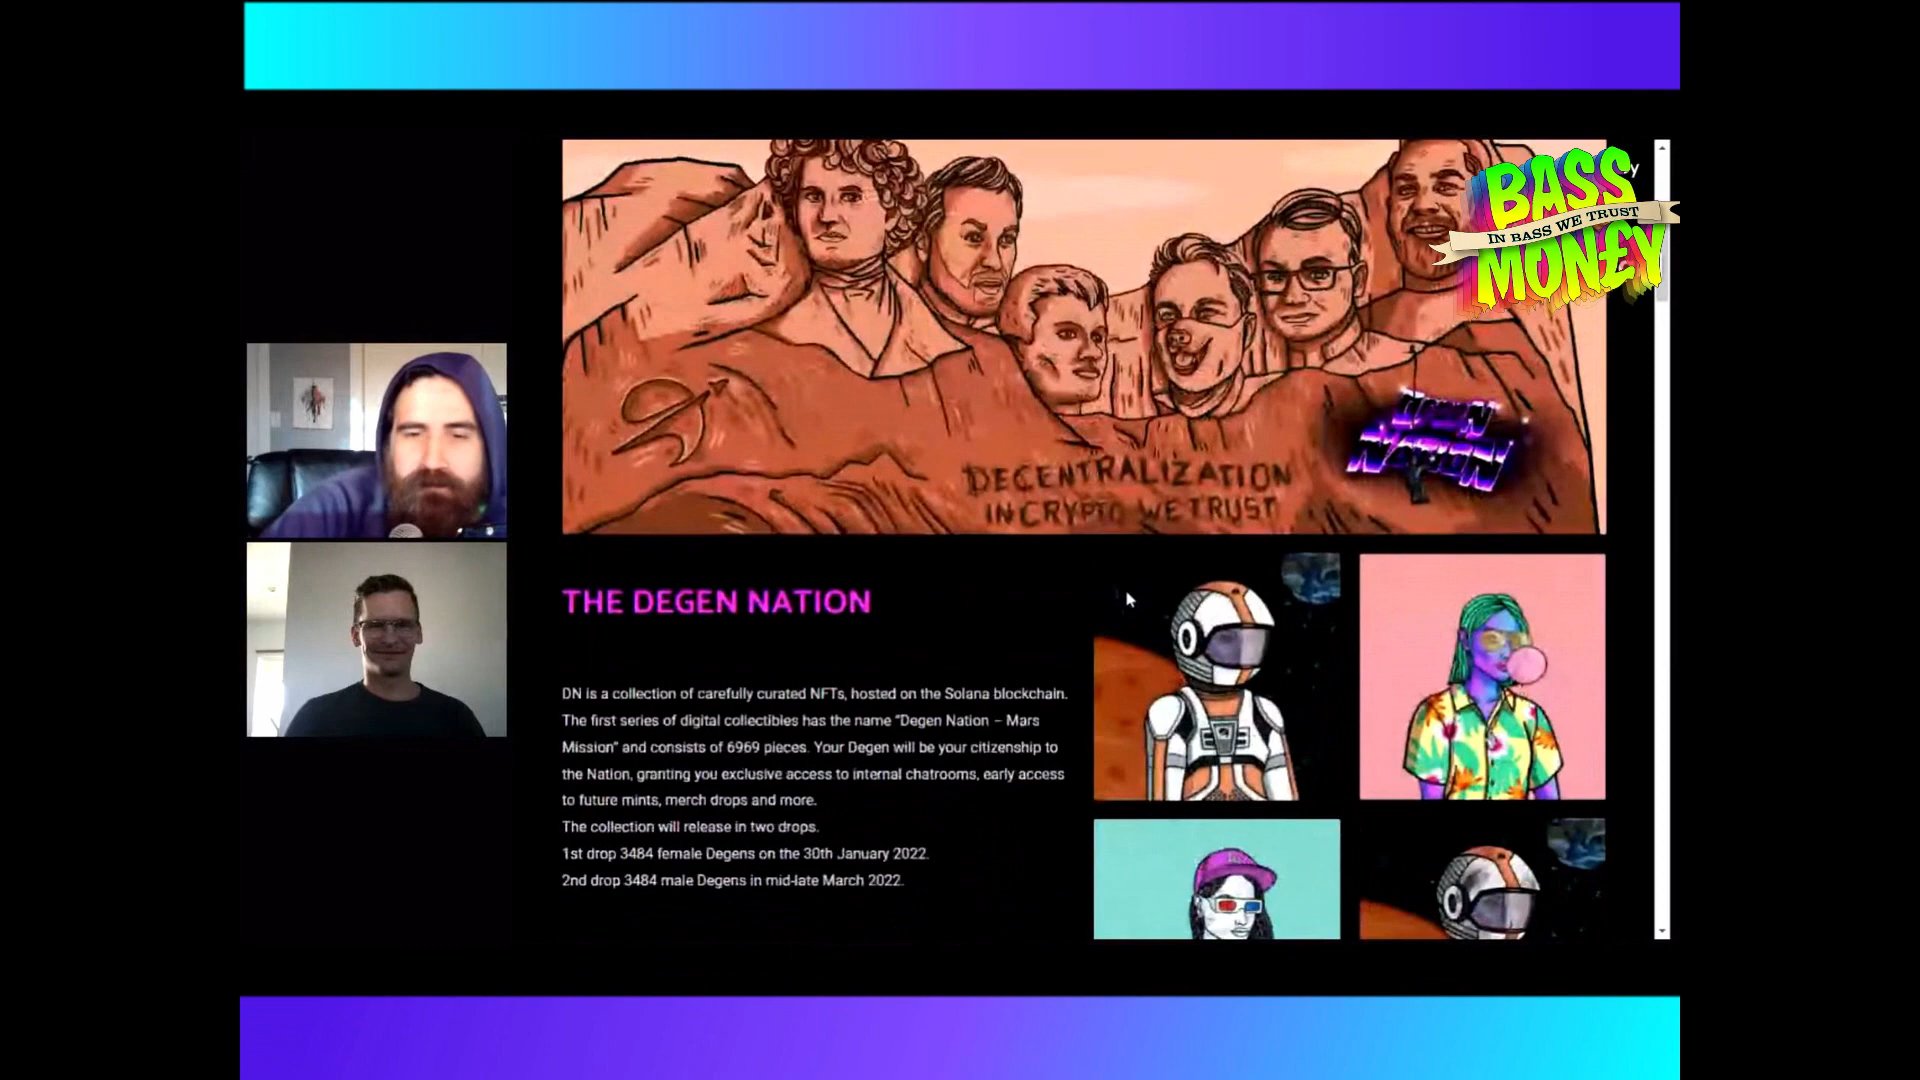 BASS
IN BASS WE TRUST
MON£Y
y
DECENTRALIZATION
IN CRYPTO WE TRUST
NATION
THE DEGEN NATION
DN is a collection of carefully curated NFTs, hosted on the Solana blockchain.
The first series of digital collectibles has the name “Degen Nation – Mars
Mission” and consists of 6969 pieces. Your Degen will be your citizenship to
the Nation, granting you exclusive access to internal chatrooms, early access
to future mints, merch drops and more.
The collection will release in two drops.
1st drop 3484 female Degens on the 30th January 2022.
2nd drop 3484 male Degens in mid-late March 2022.